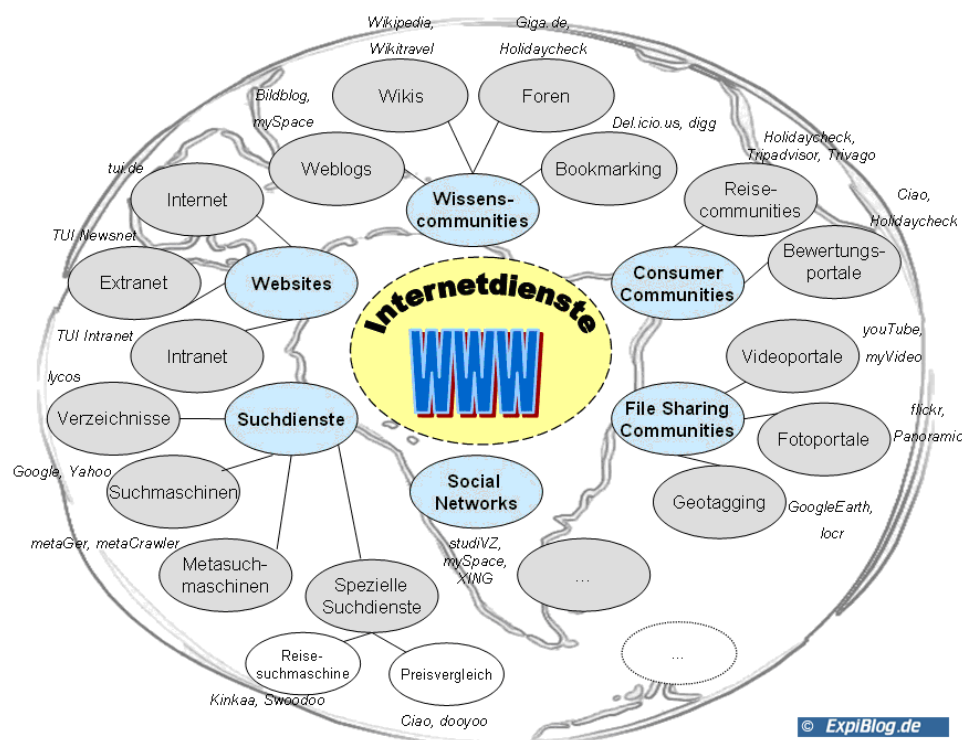 Wikipedia,
Wikitravel
Giga.de,
Holidaycheck
Wikis
Foren
Bildblog,
mySpace
Del.icio.us, digg
Weblogs
Bookmarking
Wissens-
communities
Holidaycheck,
Tripadvisor, Trivago
Reise-
communities
Ciao,
Holidaycheck
Bewertungs-
portale
Consumer
Communities
tui.de
Internet
TUI Newsnet
Extranet
Websites
TUI Intranet
Intranet
Internetdienste
WWW
youTube,
myVideo
Videoportale
File Sharing
Communities
flickr,
Panoramic
Fotoportale
Geotagging
GoogleEarth,
locr
lycos
Verzeichnisse
Suchdienste
Google, Yahoo
Suchmaschinen
metaGer, metaCrawler
Metasuch-
maschinen
Spezielle
Suchdienste
Reise-
suchmaschine
Kinkaa, Swoodoo
Preisvergleich
Ciao, dooyoo
Social
Networks
studiVZ,
mySpace,
XING
...
...
© ExpiBlog.de